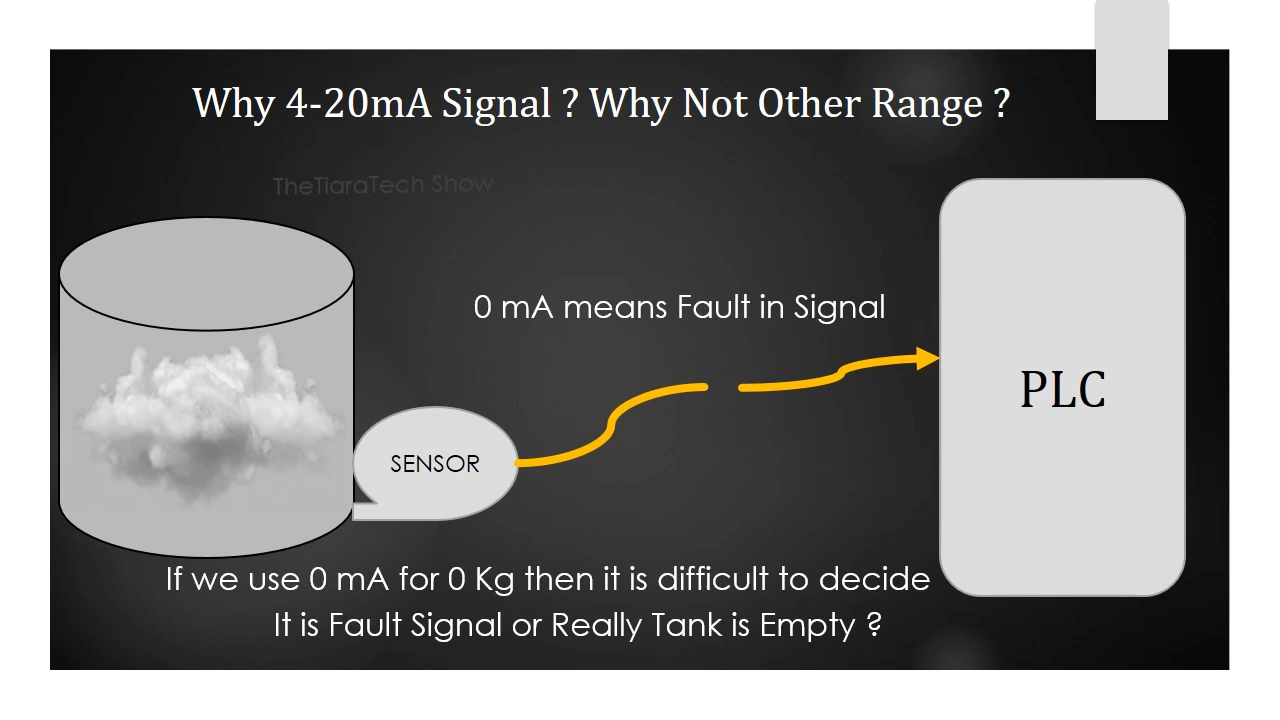 Why 4-20mA Signal ? Why Not Other Range ?
TheTiaraTech Show
0 mA means Fault in Signal
PLC
SENSOR
If we use 0 mA for 0 Kg then it is difficult to decide
It is Fault Signal or Really Tank is Empty ?